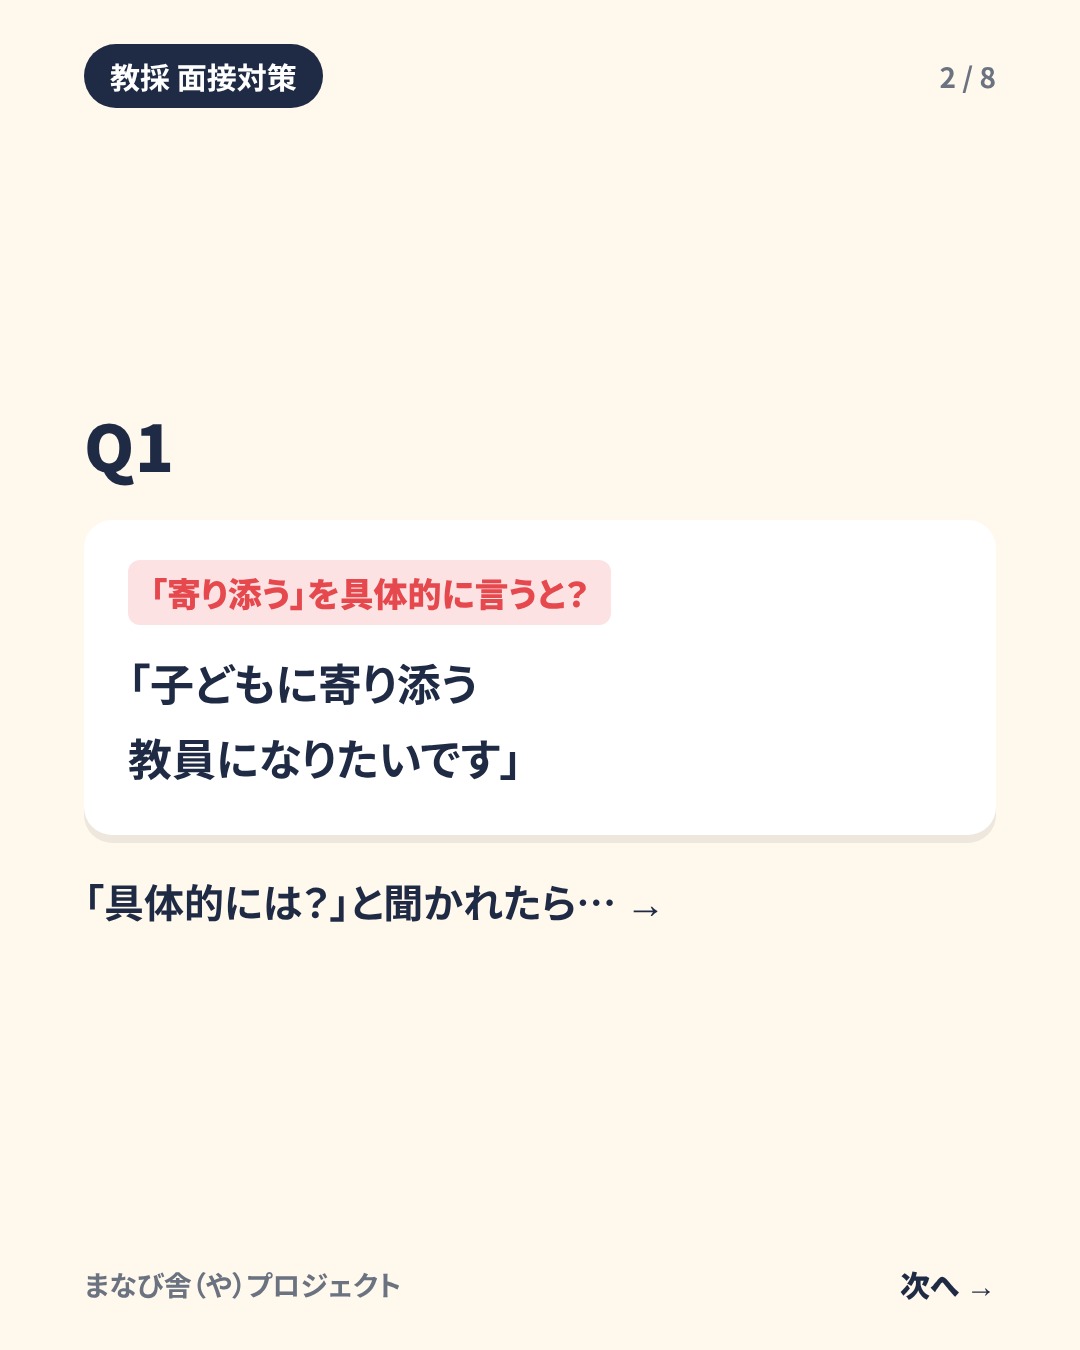 教採 面接対策
2 / 8
Q1
「寄り添う」を具体的に言うと？
「子どもに寄り添う
教員になりたいです」
「具体的には？」と聞かれたら… →
まなび舎（や）プロジェクト
次へ →